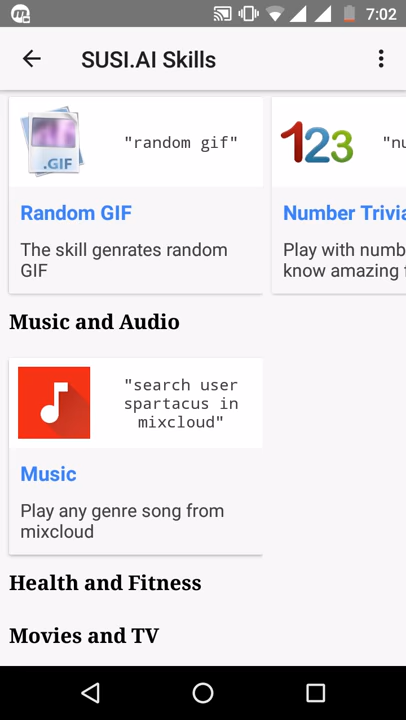 7:02
SUSI.AI Skills
.GIF
"random gif"
123
"nu
Random GIF
The skill genrates random
GIF
Number Trivia
Play with numb
know amazing f
Music and Audio
"search user
spartacus in
mixcloud"
Music
Play any genre song from
mixcloud
Health and Fitness
Movies and TV